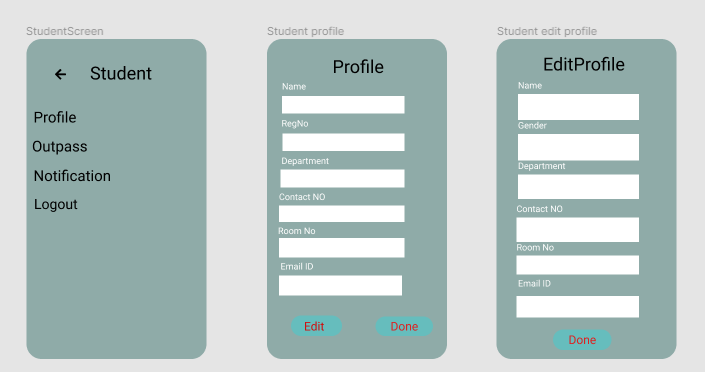 StudentScreen
Student
Profile
Outpass
Notification
Logout
Student profile
Profile
Name
RegNo
Department
Contact NO
Room No
Email ID
Edit
Done
Student edit profile
EditProfile
Name
Gender
Department
Contact NO
Room No
Email ID
Done